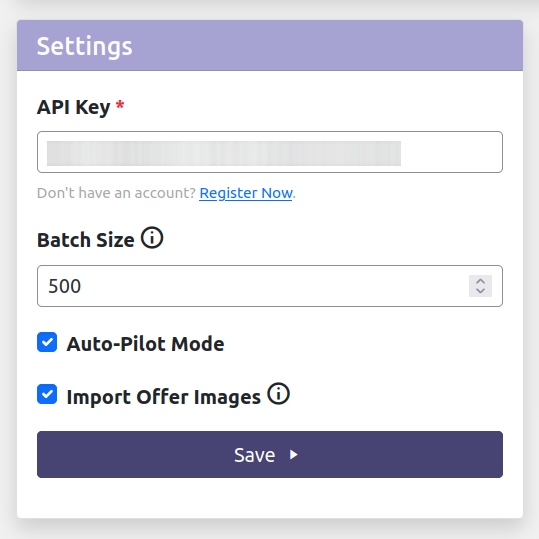 Settings
API Key *
Don't have an account? Register Now.
Batch Size
500
Auto-Pilot Mode
Import Offer Images
Save